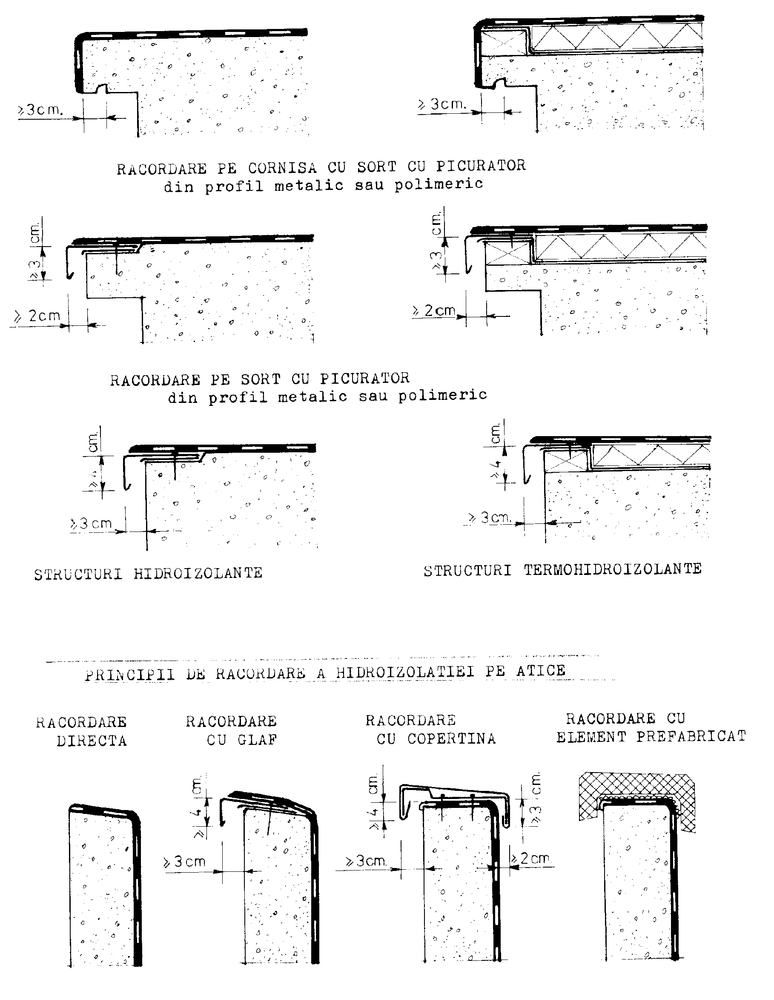 ≥3cm.
≥3cm.
RACORDARE PE CORNISA CU SORT CU PICURATOR
din profil metalic sau polimeric
≥3 cm.
≥3 cm.
≥ 2cm
≥ 2cm
RACORDARE PE SORT CU PICURATOR
din profil metalic sau polimeric
≥4 cm.
≥4 cm.
≥3cm
≥3cm.
STRUCTURI HIDROIZOLANTE
STRUCTURI TERMOHIDROIZOLANTE
PRINCIPII DE RACORDARE A HIDROIZOLATIEI PE ATICE
RACORDARE
DIRECTA
RACORDARE
CU GLAF
RACORDARE
CU COPERTINA
RACORDARE CU
ELEMENT PREFABRICAT
≥ 4 cm
≥ 4 cm.
≥3 cm.
≥3cm
≥3cm.
≥2cm.